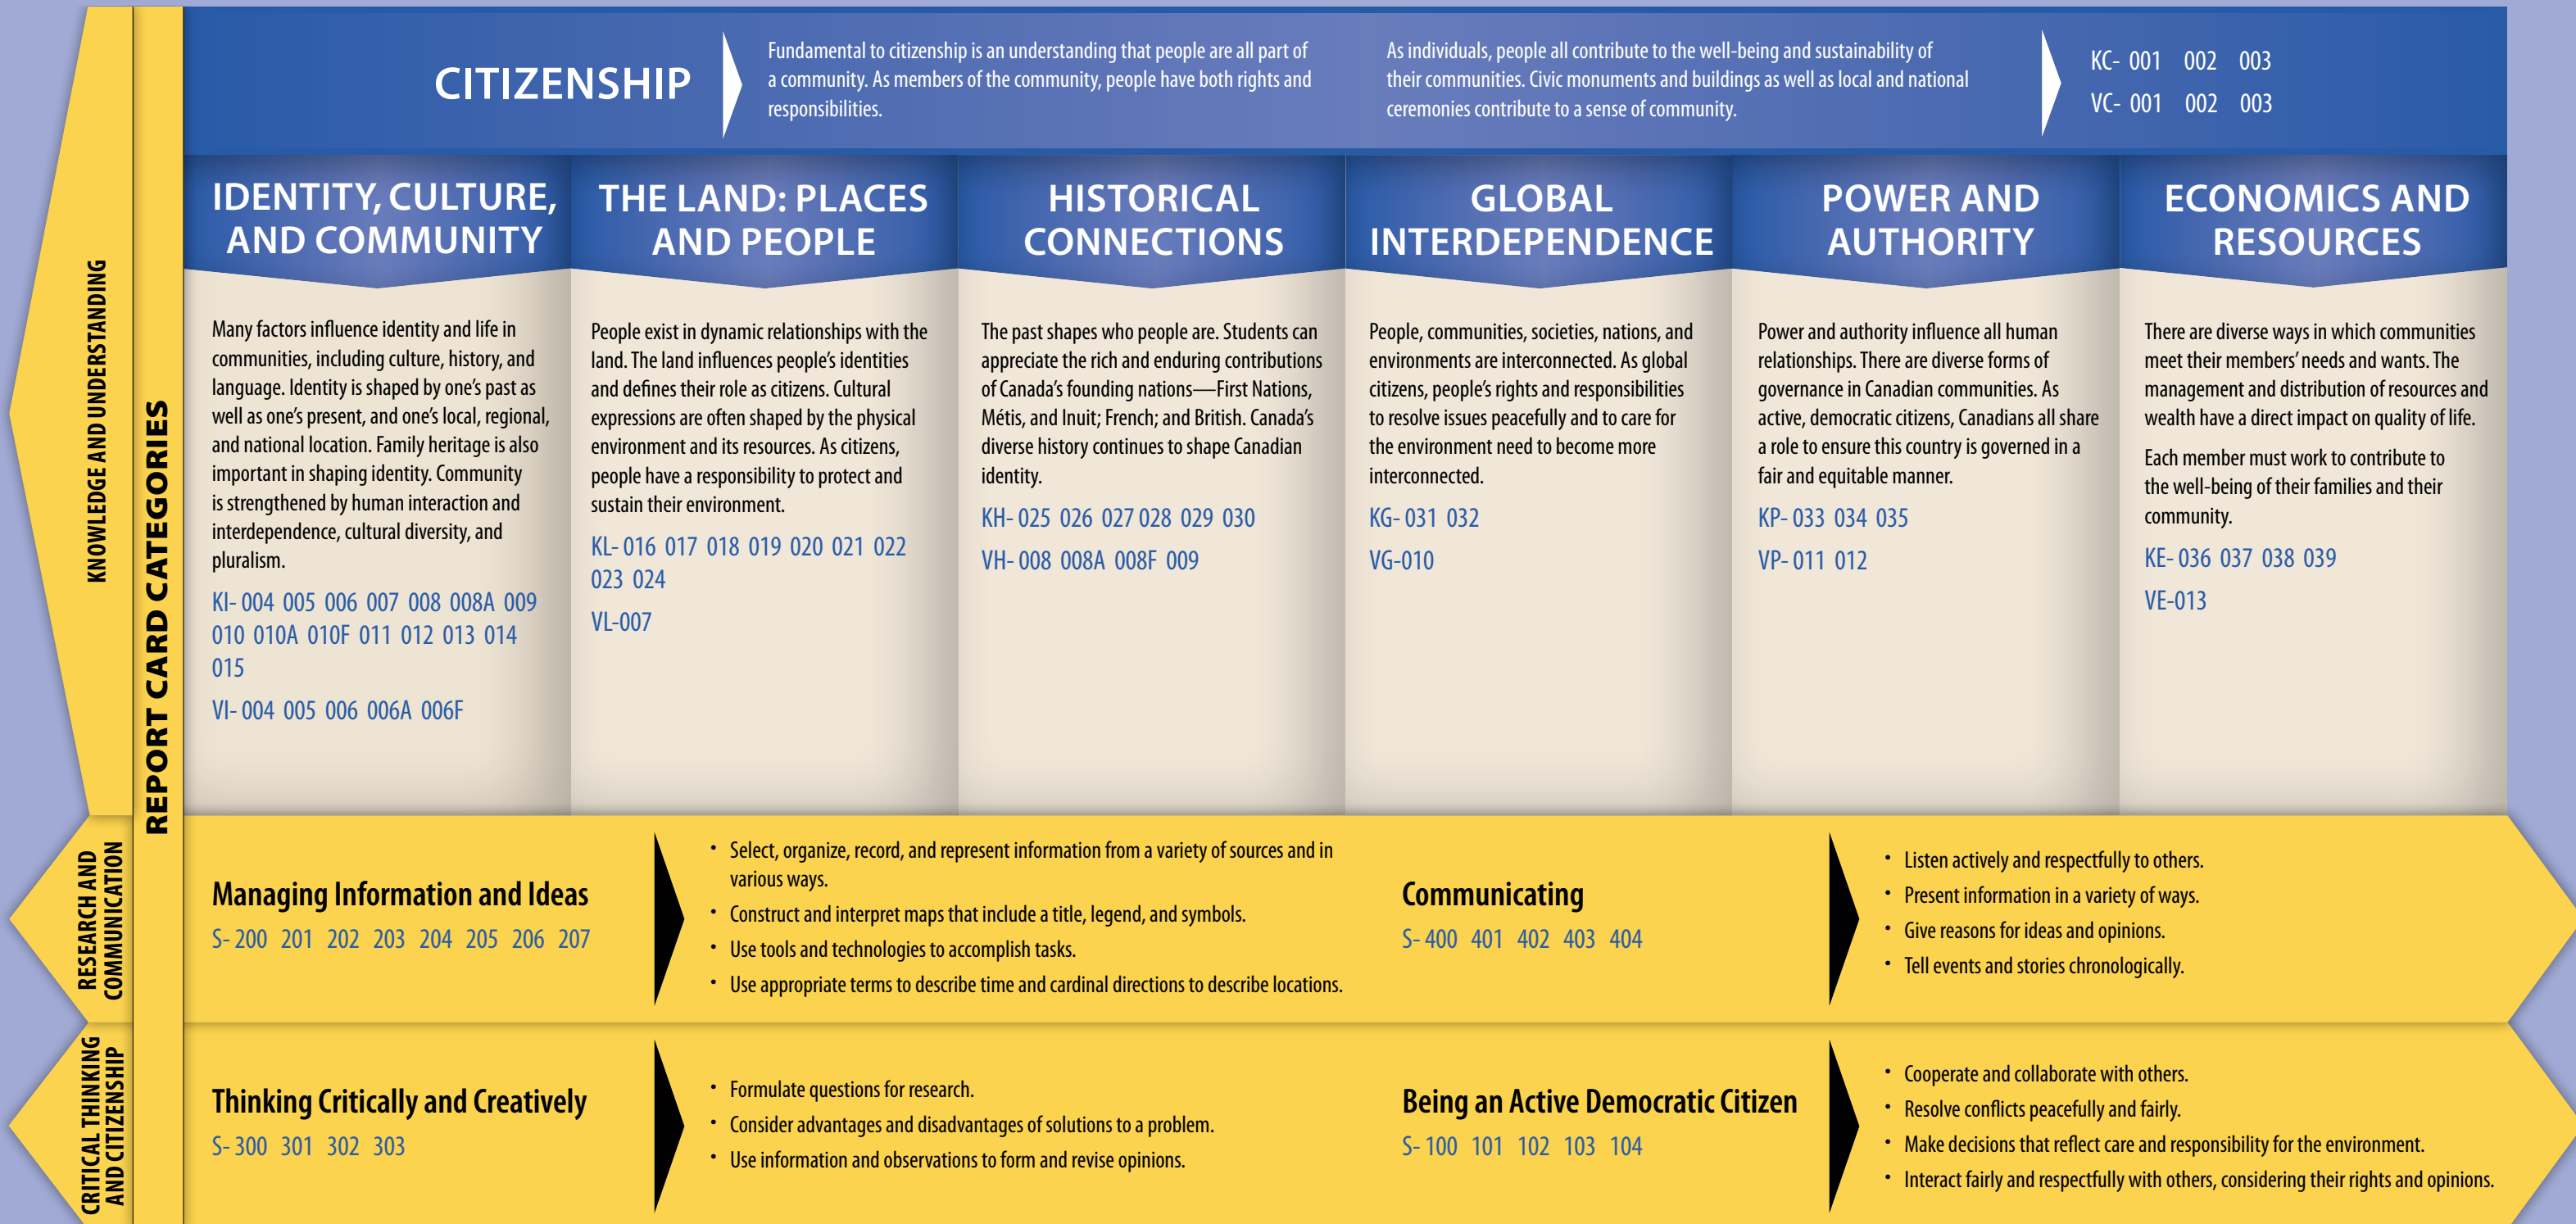 CITIZENSHIP
Fundamental to citizenship is an understanding that people are all part of
a community. As members of the community, people have both rights and
responsibilities.
As individuals, people all contribute to the well-being and sustainability of
their communities. Civic monuments and buildings as well as local and national
ceremonies contribute to a sense of community.
KC- 001 002 003
VC- 001 002 003
REPORT CARD CATEGORIES
KNOWLEDGE AND UNDERSTANDING
IDENTITY, CULTURE,
AND COMMUNITY
Many factors influence identity and life in
communities, including culture, history, and
language. Identity is shaped by one's past as
well as one's present, and one's local, regional,
and national location. Family heritage is also
important in shaping identity. Community
is strengthened by human interaction and
interdependence, cultural diversity, and
pluralism.
KI- 004 005 006 007 008 008A 009
010 010A 010F 011 012 013 014
015
VI- 004 005 006 006A 006F
THE LAND: PLACES
AND PEOPLE
People exist in dynamic relationships with the
land. The land influences people's identities
and defines their role as citizens. Cultural
expressions are often shaped by the physical
environment and its resources. As citizens,
people have a responsibility to protect and
sustain their environment.
KL- 016 017 018 019 020 021 022
023 024
VL-007
HISTORICAL
CONNECTIONS
The past shapes who people are. Students can
appreciate the rich and enduring contributions
of Canada's founding nations—First Nations,
Métis, and Inuit; French; and British. Canada's
diverse history continues to shape Canadian
identity.
KH- 025 026 027 028 029 030
VH- 008 008A 008F 009
GLOBAL
INTERDEPENDENCE
People, communities, societies, nations, and
environments are interconnected. As global
citizens, people's rights and responsibilities
to resolve issues peacefully and to care for
the environment need to become more
interconnected.
KG- 031 032
VG-010
POWER AND
AUTHORITY
Power and authority influence all human
relationships. There are diverse forms of
governance in Canadian communities. As
active, democratic citizens, Canadians all share
a role to ensure this country is governed in a
fair and equitable manner.
KP- 033 034 035
VP- 011 012
ECONOMICS AND
RESOURCES
There are diverse ways in which communities
meet their members' needs and wants. The
management and distribution of resources and
wealth have a direct impact on quality of life.
Each member must work to contribute to
the well-being of their families and their
community.
KE- 036 037 038 039
VE-013
RESEARCH AND
COMMUNICATION
Managing Information and Ideas
S- 200 201 202 203 204 205 206 207
• Select, organize, record, and represent information from a variety of sources and in
various ways.
• Construct and interpret maps that include a title, legend, and symbols.
• Use tools and technologies to accomplish tasks.
• Use appropriate terms to describe time and cardinal directions to describe locations.
Communicating
S- 400 401 402 403 404
• Listen actively and respectfully to others.
• Present information in a variety of ways.
• Give reasons for ideas and opinions.
• Tell events and stories chronologically.
CRITICAL THINKING
AND CITIZENSHIP
Thinking Critically and Creatively
S- 300 301 302 303
• Formulate questions for research.
• Consider advantages and disadvantages of solutions to a problem.
• Use information and observations to form and revise opinions.
Being an Active Democratic Citizen
S- 100 101 102 103 104
• Cooperate and collaborate with others.
• Resolve conflicts peacefully and fairly.
• Make decisions that reflect care and responsibility for the environment.
• Interact fairly and respectfully with others, considering their rights and opinions.